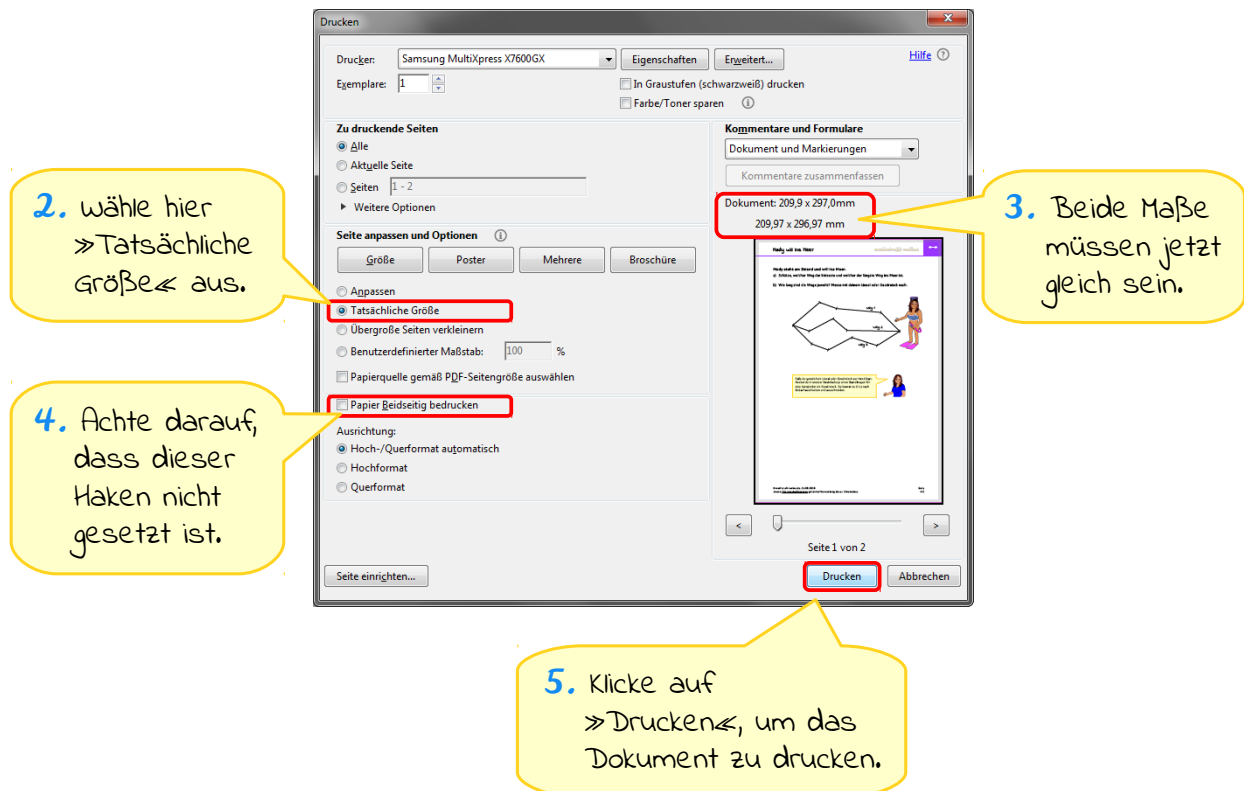 Drucken
Drucker: Samsung MultiXpress X7600GX Eigenschaften Erweitert... Hilfe
Exemplare: 1 In Graustufen (schwarzweiß) drucken
Farbe/Toner sparen
Zu druckende Seiten
Alle
Aktuelle Seite
Seiten 1 - 2
Weitere Optionen
Kommentare und Formulare
Dokument und Markierungen
Kommentare zusammenfassen
Dokument: 209,9 x 297,0mm
209,97 x 296,97 mm
2. Wähle hier
»Tatsächliche
Größe« aus.
3. Beide Maße
müssen jetzt
gleich sein.
Seite anpassen und Optionen
Größe Poster Mehrere Broschüre
Anpassen
Tatsächliche Größe
Übergroße Seiten verkleinern
Benutzerdefinierter Maßstab: 100 %
Papierquelle gemäß PDF-Seitengröße auswählen
Papier Beidseitig bedrucken
Ausrichtung:
Hoch-/Querformat automatisch
Hochformat
Querformat
4. Achte darauf,
dass dieser
Haken nicht
gesetzt ist.
< >
Seite 1 von 2
Seite einrichten... Drucken Abbrechen
5. Klicke auf
»Drucken«, um das
Dokument zu drucken.